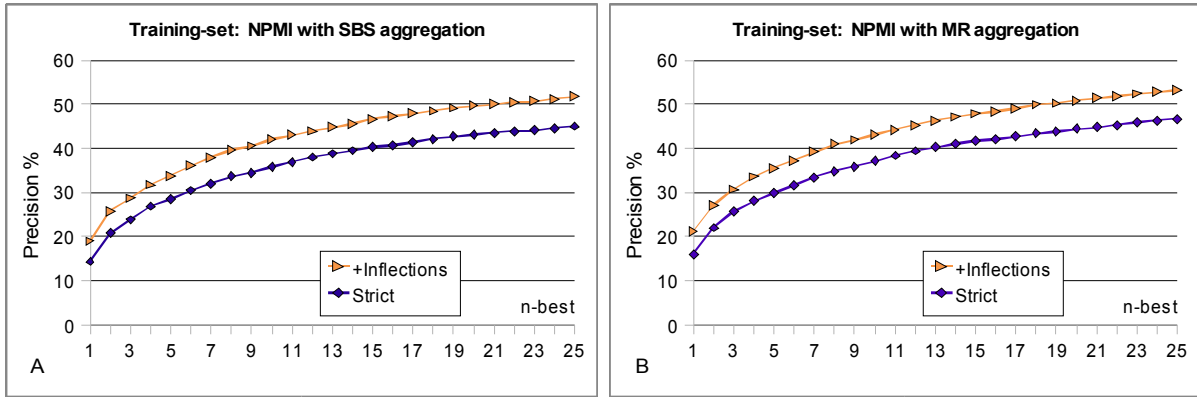 Training-set: NPMI with SBS aggregation
60
50
40
30
20
10
0
Precision %
+Inflections
Strict
n-best
1 3 5 7 9 11 13 15 17 19 21 23 25
A
Training-set: NPMI with MR aggregation
60
50
40
30
20
10
0
Precision %
+Inflections
Strict
n-best
1 3 5 7 9 11 13 15 17 19 21 23 25
B